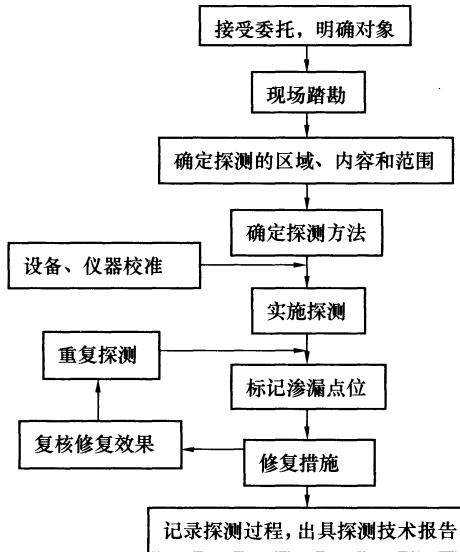 接受委托，明确对象
现场踏勘
确定探测的区域、内容和范围
确定探测方法
设备、仪器校准
实施探测
重复探测
标记渗漏点位
复核修复效果
修复措施
记录探测过程，出具探测技术报告